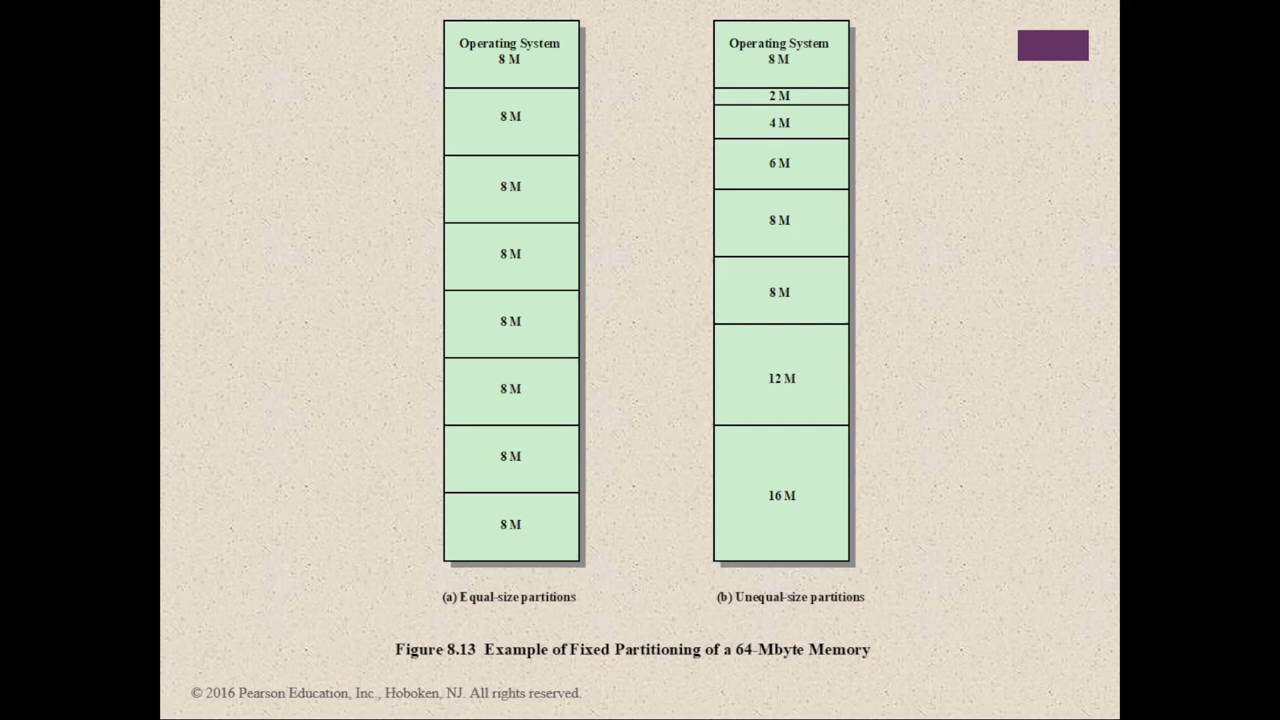 Operating System
8 M
8 M
8 M
8 M
8 M
8 M
8 M
8 M
(a) Equal-size partitions
Operating System
8 M
2 M
4 M
6 M
8 M
8 M
12 M
16 M
(b) Unequal-size partitions
Figure 8.13 Example of Fixed Partitioning of a 64-Mbyte Memory
© 2016 Pearson Education, Inc., Hoboken, NJ. All rights reserved.